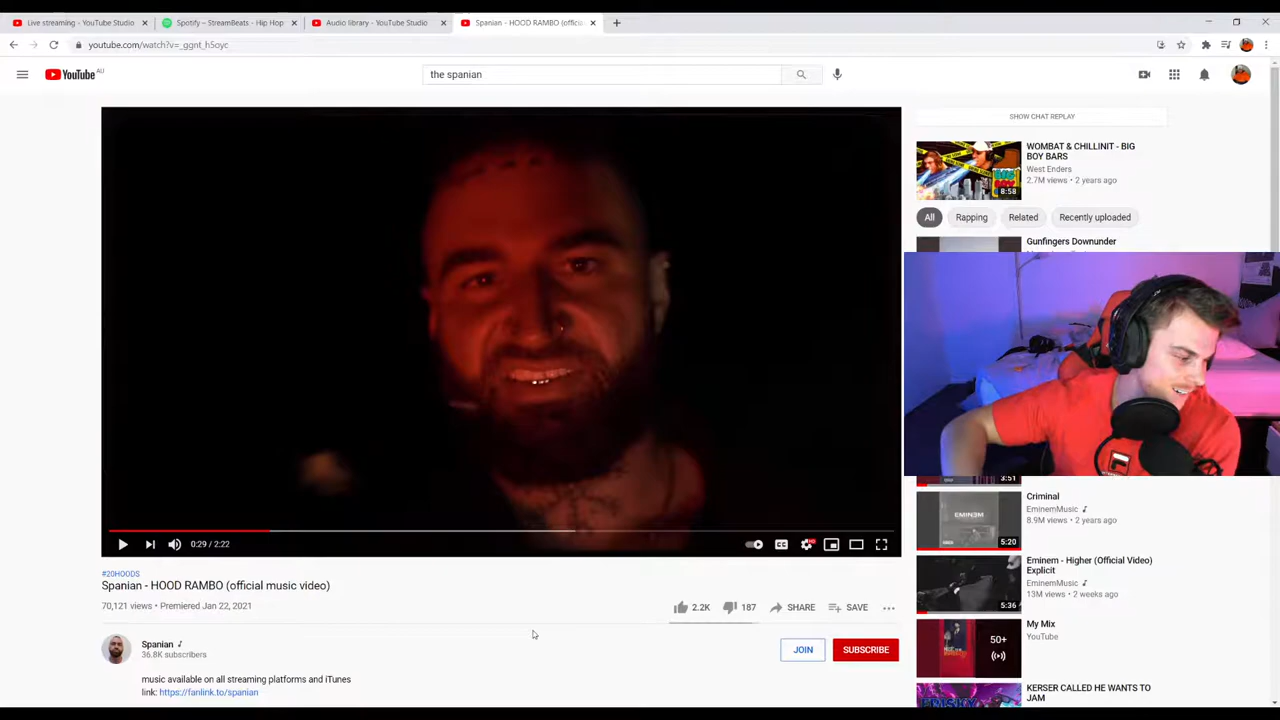 Live streaming - YouTube Studio
Spotify – StreamBeats - Hip Hop
Audio library - YouTube Studio
Spanian - HOOD RAMBO (officia
youtube.com/watch?v=_ggnt_hSoyc
YouTube AU
the spanian
SHOW CHAT REPLAY
WOMBAT & CHILLINIT - BIG
BOY BARS
West Enders
2.7M views • 2 years ago
8:58
All
Rapping
Related
Recently uploaded
Gunfingers Downunder
3:51
Criminal
EminemMusic
8.9M views • 2 years ago
EMINEM
5:20
Eminem - Higher (Official Video)
Explicit
EminemMusic
13M views • 2 weeks ago
5:36
My Mix
YouTube
50+
KERSER CALLED HE WANTS TO
JAM
0:29 / 2:22
#20HOODS
Spanian - HOOD RAMBO (official music video)
70,121 views • Premiered Jan 22, 2021
2.2K
187
SHARE
SAVE
Spanian
36.8K subscribers
JOIN
SUBSCRIBE
music available on all streaming platforms and iTunes
link: https://fanlink.to/spanian